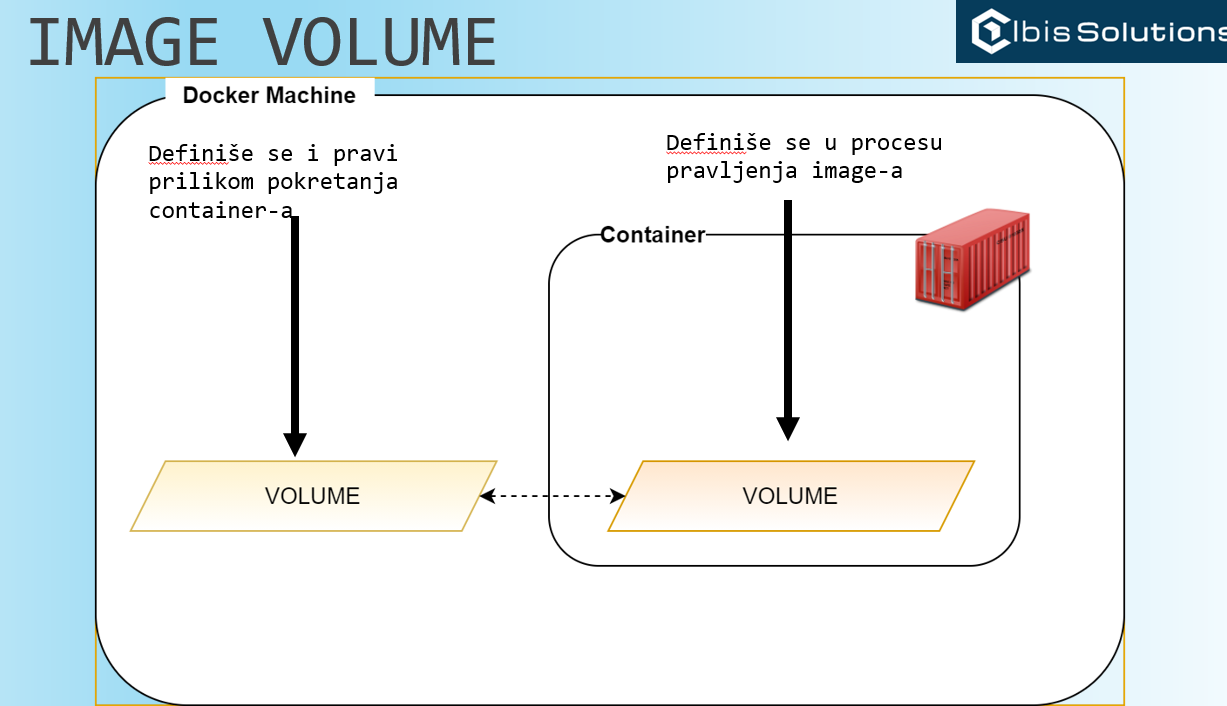 IMAGE VOLUME
Ibis Solutions
Docker Machine
Definiše se i pravi
prilikom pokretanja
container-a
Definiše se u procesu
pravljenja image-a
Container
VOLUME
VOLUME